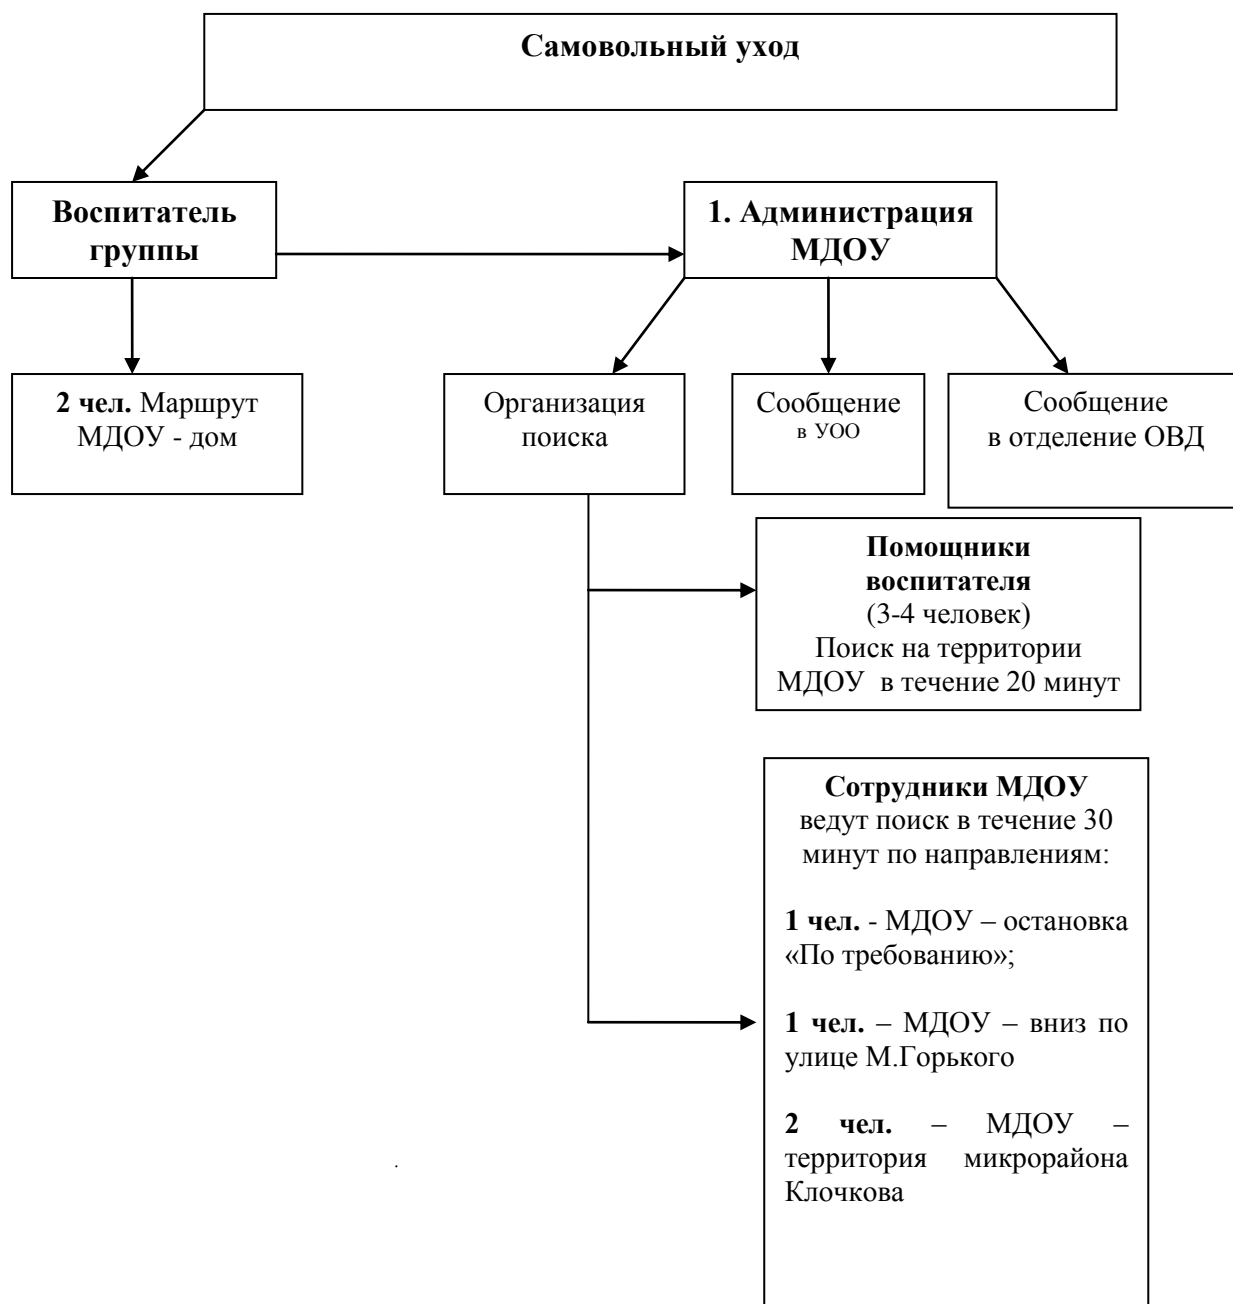 Самовольный уход
Воспитатель
группы
1. Администрация
МДОУ
2 чел. Маршрут
МДОУ - дом
Организация
поиска
Сообщение
в УОО
Сообщение
в отделение ОВД
Помощники
воспитателя
(3-4 человек)
Поиск на территории
МДОУ в течение 20 минут
Сотрудники МДОУ
ведут поиск в течение 30
минут по направлениям:
1 чел. - МДОУ – остановка
«По требованию»;
1 чел. – МДОУ – вниз по
улице М.Горького
2 чел. – МДОУ –
территория микрорайона
Клочкова
.